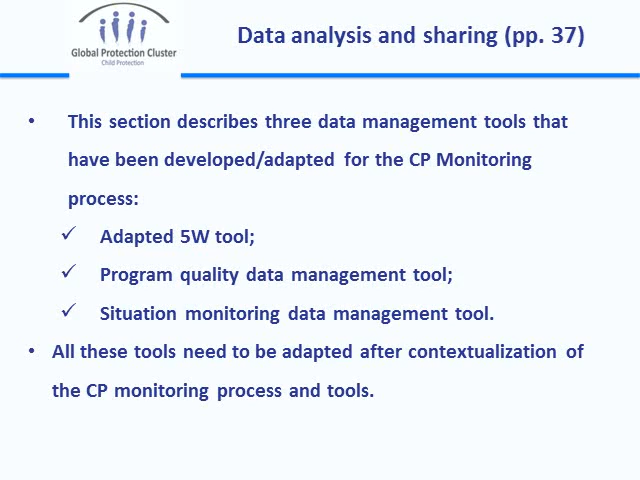 Global Protection Cluster
Child Protection
Data analysis and sharing (pp. 37)
• This section describes three data management tools that
have been developed/adapted for the CP Monitoring
process:
✓ Adapted 5W tool;
✓ Program quality data management tool;
✓ Situation monitoring data management tool.
• All these tools need to be adapted after contextualization of
the CP monitoring process and tools.